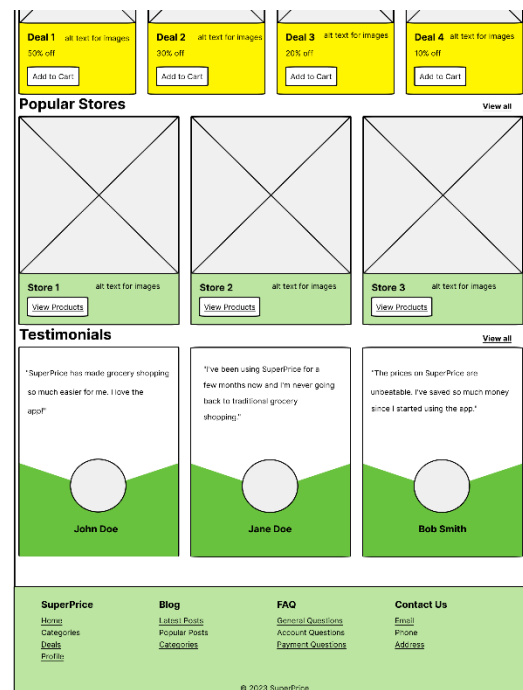 Deal 1 alt text for images
50% off
Add to Cart
Deal 2 alt text for images
30% off
Add to Cart
Deal 3 alt text for images
20% off
Add to Cart
Deal 4 alt text for images
10% off
Add to Cart
Popular Stores
View all
Store 1 alt text for images
View Products
Store 2 alt text for images
View Products
Store 3 alt text for images
View Products
Testimonials
View all
"SuperPrice has made grocery shopping
so much easier for me. I love the
app!"
John Doe
"I've been using SuperPrice for a
few months now and I'm never going
back to traditional grocery
shopping."
Jane Doe
"The prices on SuperPrice are
unbeatable. I've saved so much money
since I started using the app."
Bob Smith
SuperPrice
Home
Categories
Deals
Profile
Blog
Latest Posts
Popular Posts
Categories
FAQ
General Questions
Account Questions
Payment Questions
Contact Us
Email
Phone
Address
© 2023 SuperPrice